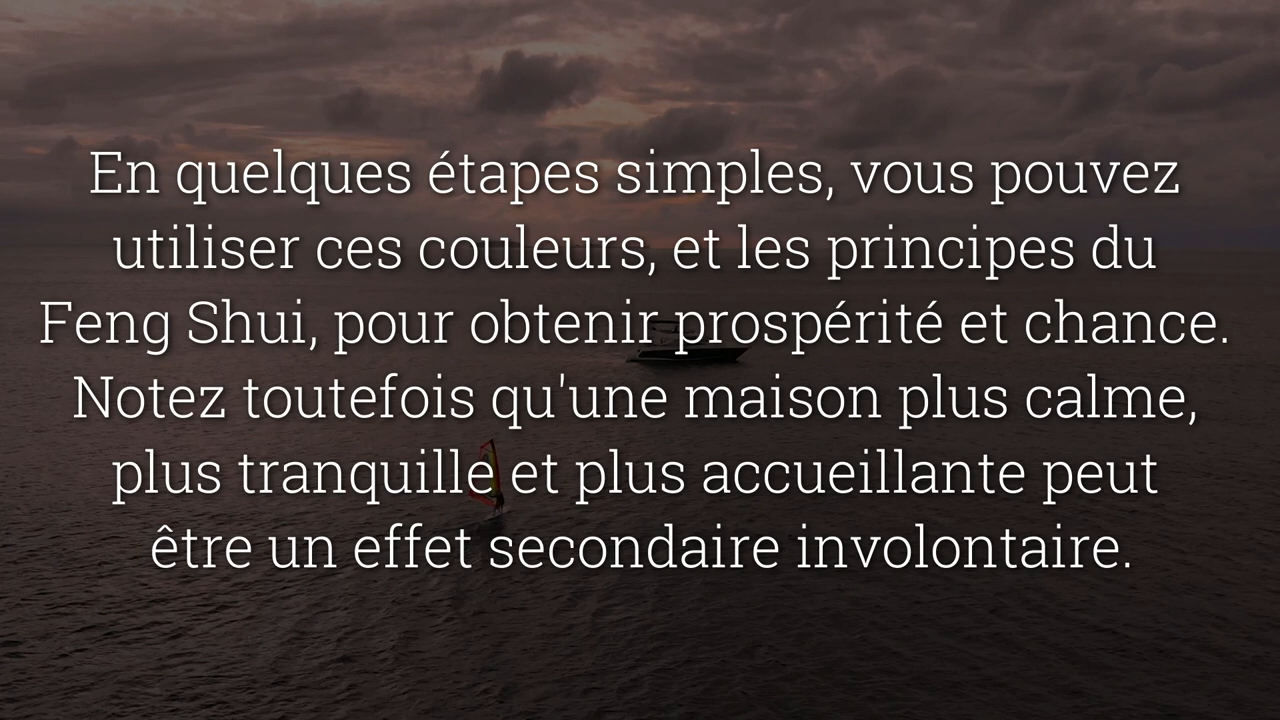 En quelques étapes simples, vous pouvez
utiliser ces couleurs, et les principes du
Feng Shui, pour obtenir prospérité et chance.
Notez toutefois qu'une maison plus calme,
plus tranquille et plus accueillante peut
être un effet secondaire involontaire.